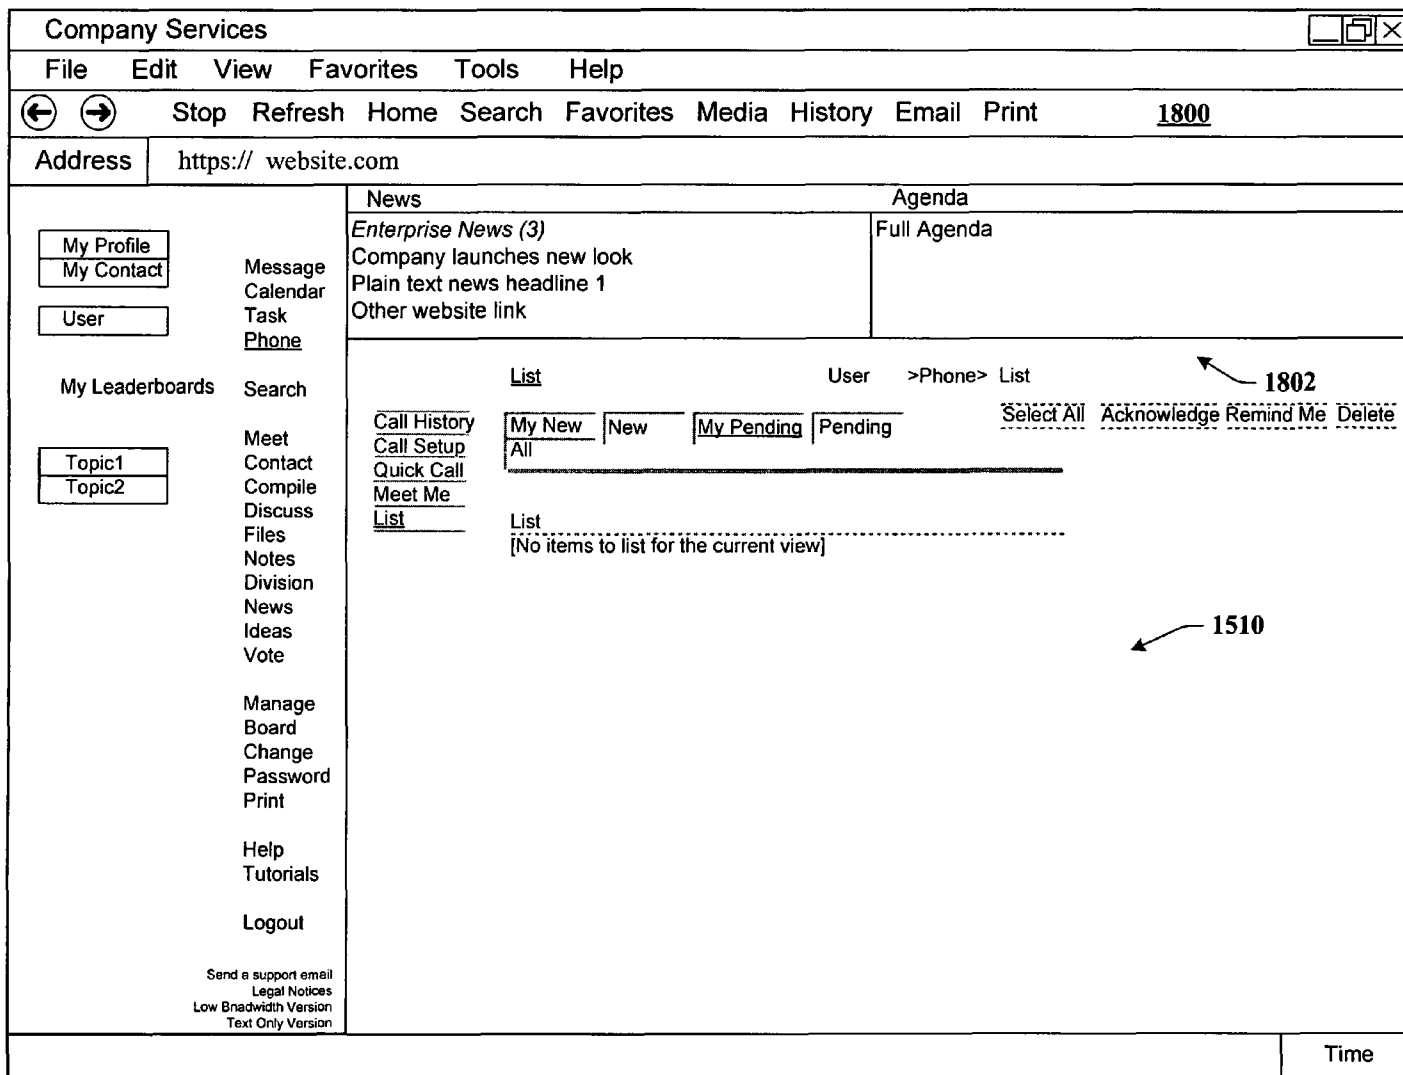 Company Services
File Edit View Favorites Tools Help
Stop Refresh Home Search Favorites Media History Email Print 1800
Address https:// website.com
My Profile
My Contact
User
My Leaderboards
Topic1
Topic2
Message
Calendar
Task
Phone
Search
Meet
Contact
Compile
Discuss
Files
Notes
Division
News
Ideas
Vote
Manage
Board
Change
Password
Print
Help
Tutorials
Logout
Send a support email
Legal Notices
Low Bnadwidth Version
Text Only Version
News Agenda
Enterprise News (3)
Company launches new look
Plain text news headline 1
Other website link
Full Agenda
List User >Phone> List
1802
Call History
Call Setup
Quick Call
Meet Me
List
My New New My Pending Pending
All
Select All Acknowledge Remind Me Delete
List
[No items to list for the current view]
1510
Time